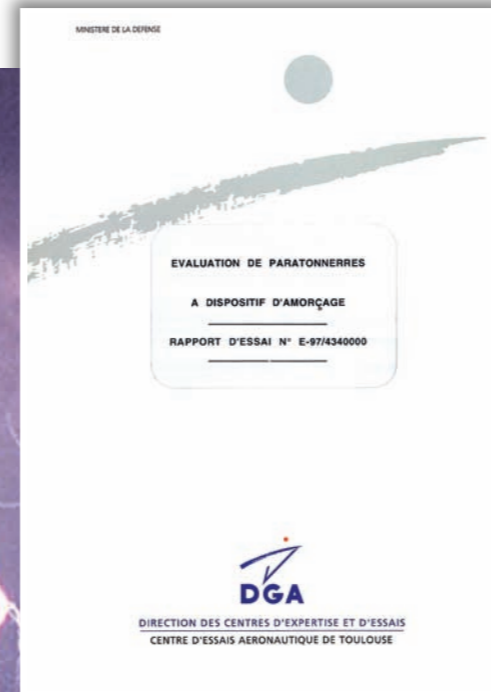 MINISTERE DE LA DEFENSE
EVALUATION DE PARATONNERRES
A DISPOSITIF D'AMORÇAGE
RAPPORT D'ESSAI N° E-97/4340000
DGA
DIRECTION DES CENTRES D'EXPERTISE ET D'ESSAIS
CENTRE D'ESSAIS AERONAUTIQUE DE TOULOUSE